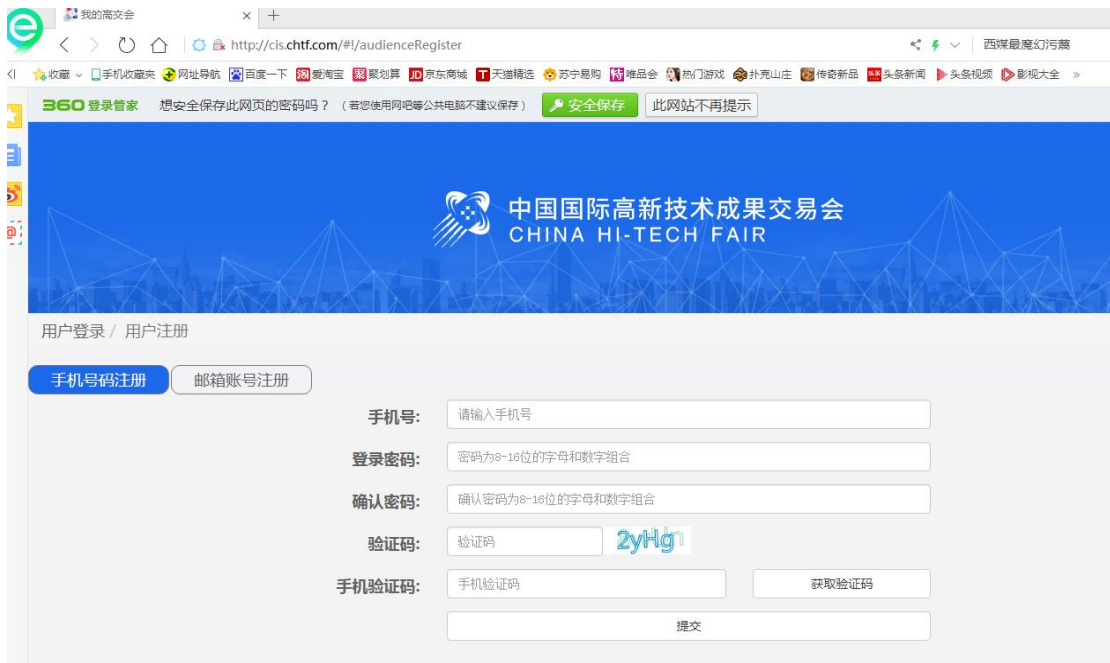 我的高交会 × +
http://cis.chtf.com/#!/audienceRegister 西媒最魔幻污蔑
收藏 手机收藏夹 网址导航 百度一下 淘 爱淘宝 聚 聚划算 JD 京东商城 T 天猫精选 苏宁易购 特 唯品会 热门游戏 扑克山庄 传奇新品 头条新闻 头条视频 影视大全 »
360登录管家 想安全保存此网页的密码吗?(若您使用网吧等公共电脑不建议保存) 安全保存 此网站不再提示
中国国际高新技术成果交易会
CHINA HI-TECH FAIR
用户登录 / 用户注册
手机号码注册 邮箱账号注册
手机号: 请输入手机号
登录密码: 密码为8-16位的字母和数字组合
确认密码: 确认密码为8-16位的字母和数字组合
验证码: 验证码
手机验证码: 手机验证码 获取验证码
提交